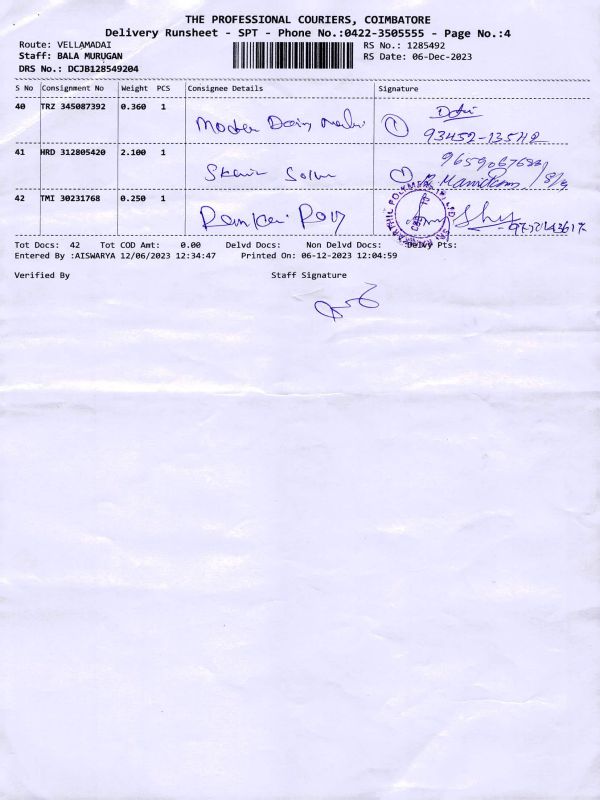 THE PROFESSIONAL COURIERS, COIMBATORE
Delivery Runsheet - SPT - Phone No.:0422-3505555 - Page No.:4
Route: VELLAMADAI
RS No.: 1285492
Staff: BALA MURUGAN
RS Date: 06-Dec-2023
DRS No.: DCJB128549204
S No Consignment No Weight PCS Consignee Details Signature
40 TRZ 345087392 0.360 1
93452-13542
41 HRD 312805420 2.100 1
42 TMI 30231768 0.250 1
Tot Docs: 42 Tot COD Amt: 0.00 Delvd Docs: Non Delvd Docs: Delvy Pts:
Entered By :AISWARYA 12/06/2023 12:34:47 Printed On: 06-12-2023 12:04:59
Verified By Staff Signature